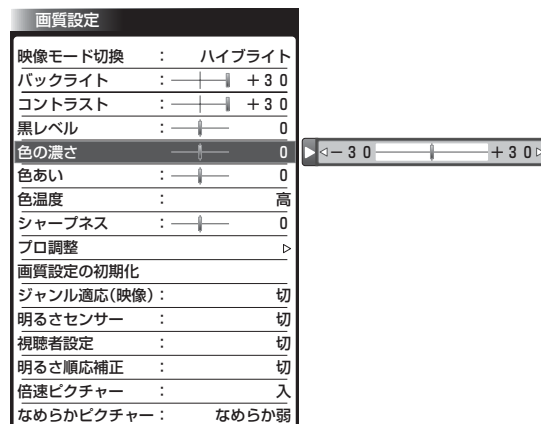 画質設定
映像モード切換 : ハイブライト
バックライト : +30
コントラスト : +30
黒レベル : 0
色の濃さ 0 -30 +30
色あい : 0
色温度 : 高
シャープネス : 0
プロ調整
画質設定の初期化
ジャンル適応(映像) : 切
明るさセンサー : 切
視聴者設定 : 切
明るさ順応補正 : 切
倍速ピクチャー : 入
なめらかピクチャー : なめらか弱